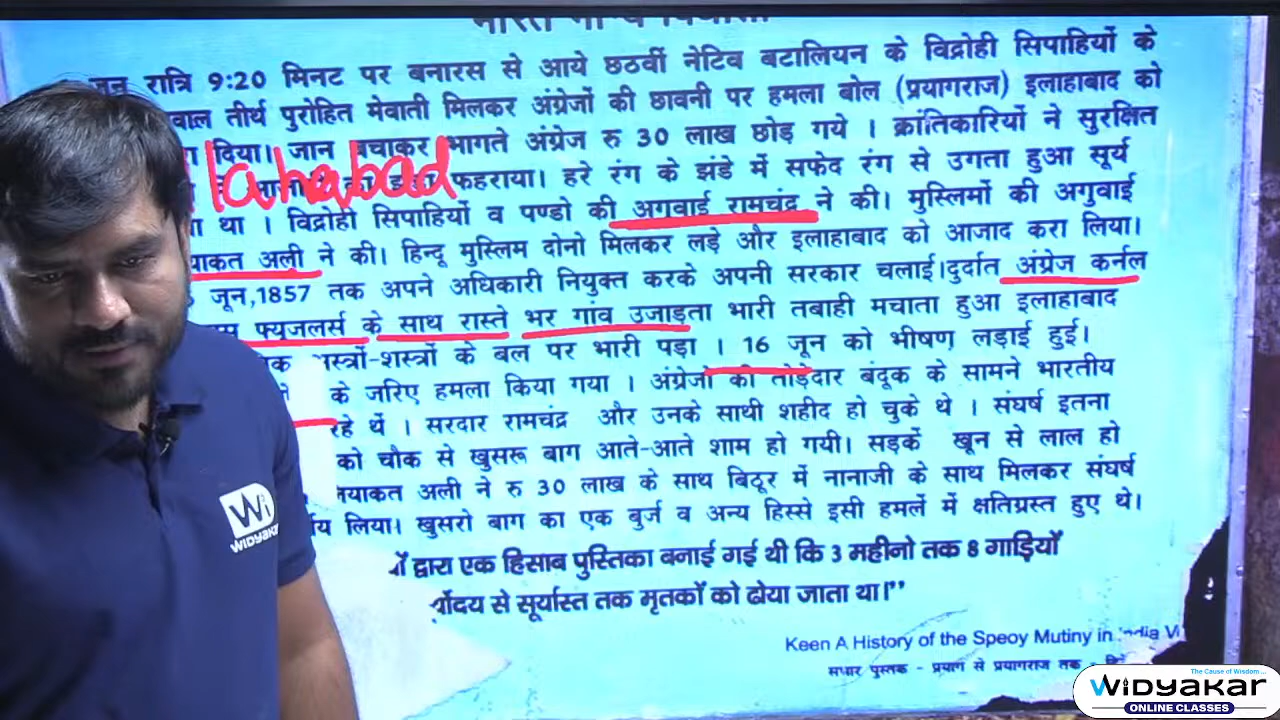 जून रात्रि 9:20 मिनट पर बनारस से आये छठवीं नेटिव बटालियन के विद्रोही सिपाहियों के
वाल तीर्थ पुरोहित मेवाती मिलकर अंग्रेजों की छावनी पर हमला बोल (प्रयागराज) इलाहाबाद को
दिया। जान बचाकर भागते अंग्रेज रु 30 लाख छोड़ गये । क्रांतिकारियों ने सुरक्षित
lahabad
फहराया। हरे रंग के झंडे में सफेद रंग से उगता हुआ सूर्य
था । विद्रोही सिपाहियों व पण्डो की अगवाई रामचंद्र ने की। मुस्लिमों की अगुवाई
याकत अली ने की। हिन्दू मुस्लिम दोनो मिलकर लड़े और इलाहाबाद को आजाद करा लिया।
जून,1857 तक अपने अधिकारी नियुक्त करके अपनी सरकार चलाई।दुर्दात अंग्रेज कर्नल
फ्यूजलर्स के साथ रास्ते भर गांव उजाड़ता भारी तबाही मचाता हुआ इलाहाबाद
स्त्रों-शस्त्रों के बल पर भारी पड़ा । 16 जून को भीषण लड़ाई हुई।
के जरिए हमला किया गया । अंग्रेजो की तोड़ेदार बंदूक के सामने भारतीय
रहे थें । सरदार रामचंद्र और उनके साथी शहीद हो चुके थे । संघर्ष इतना
को चौक से खुसरू बाग आते-आते शाम हो गयी। सड़कें खून से लाल हो
याकत अली ने रु 30 लाख के साथ बिठूर में नानाजी के साथ मिलकर संघर्ष
लिया। खुसरो बाग का एक बुर्ज व अन्य हिस्से इसी हमलें में क्षतिग्रस्त हुए थे।
द्वारा एक हिसाब पुस्तिका बनाई गई थी कि 3 महीनो तक 8 गाड़ियों
से सूर्यास्त तक मृतकों को ढोया जाता था।"
Keen A History of the Speoy Mutiny in India
पुस्तक - प्रयाग से प्रयागराज तक
Wi
WIDYAKAR
The Cause of Wisdom...
WIDYAKAR
ONLINE CLASSES